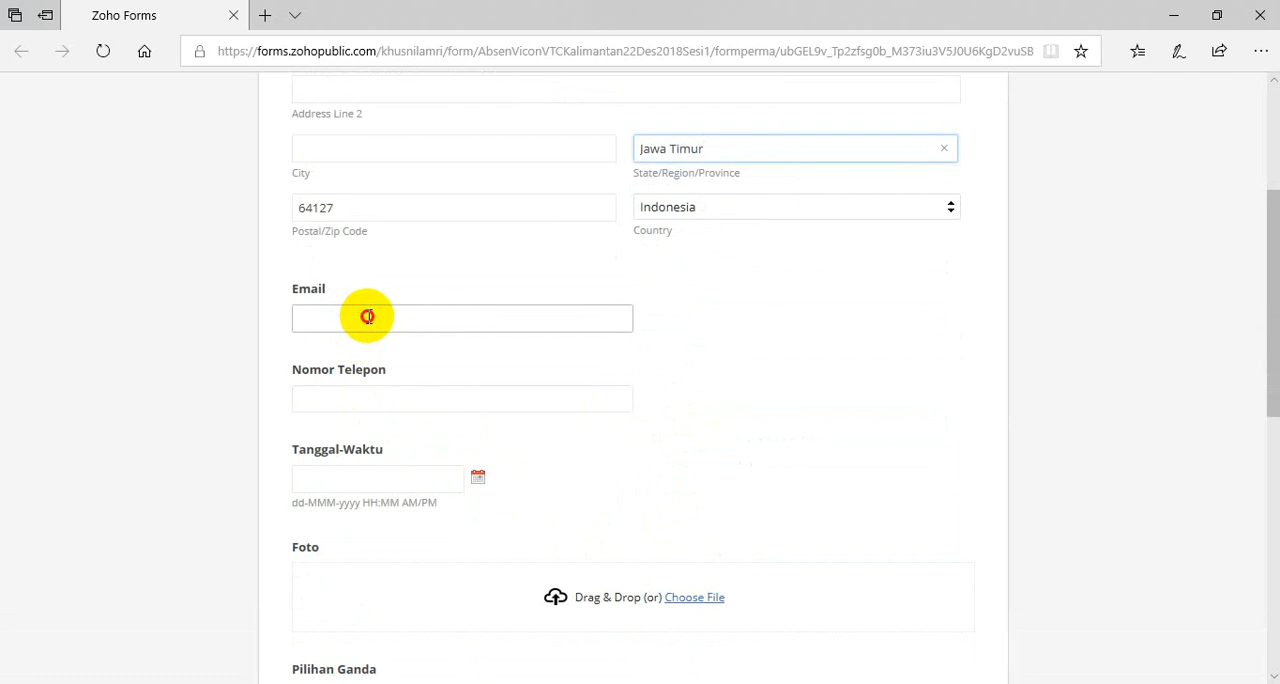 Zoho Forms
https://forms.zohopublic.com/khusnilamri/form/AbsenViconVTCKalimantan22Des2018Sesi1/formperma/ubGEL9v_Tp2zfsg0b_M373iu3V5J0U6KgD2vuSB
Address Line 2
Jawa Timur
City
State/Region/Province
64127
Indonesia
Postal/Zip Code
Country
Email
Nomor Telepon
Tanggal-Waktu
dd-MMM-yyyy HH:MM AM/PM
Foto
Drag & Drop (or) Choose File
Pilihan Ganda